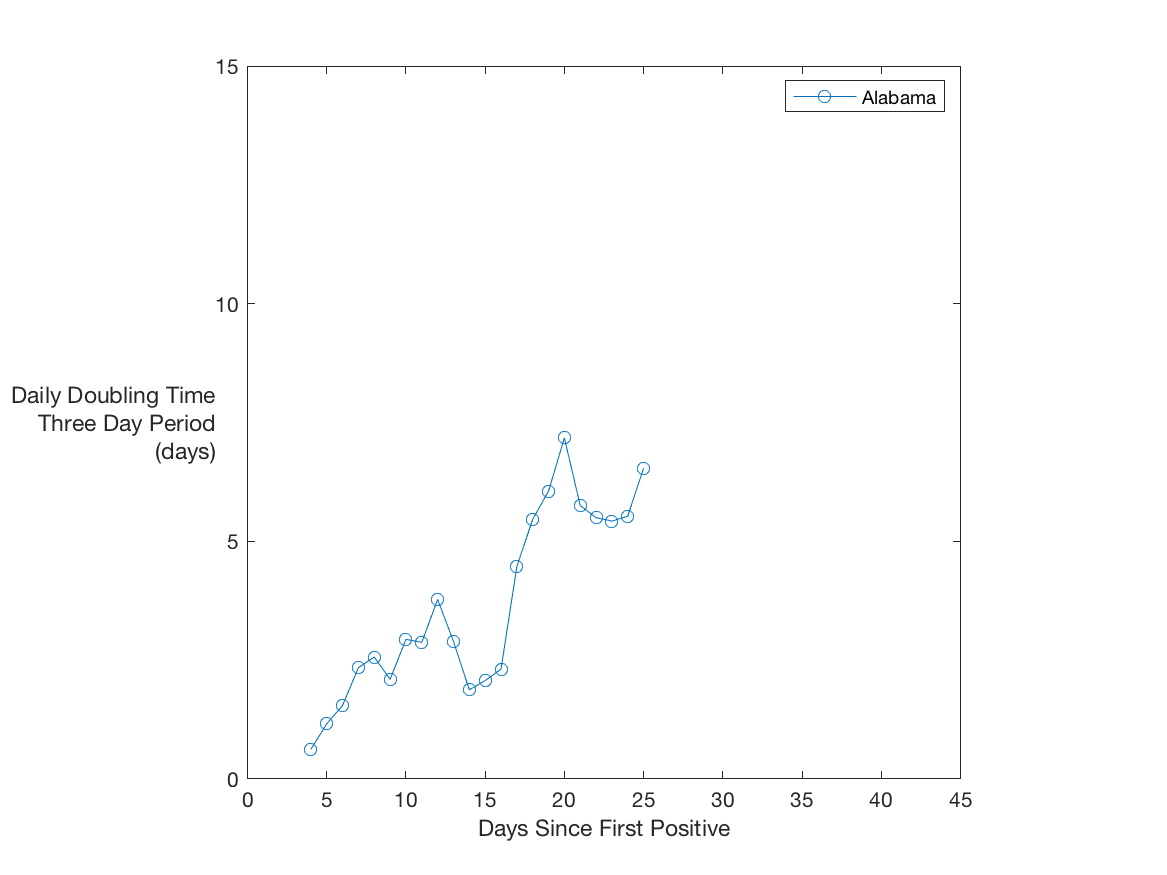 15
Alabama
10
Daily Doubling Time
Three Day Period
(days)
5
0
0 5 10 15 20 25 30 35 40 45
Days Since First Positive